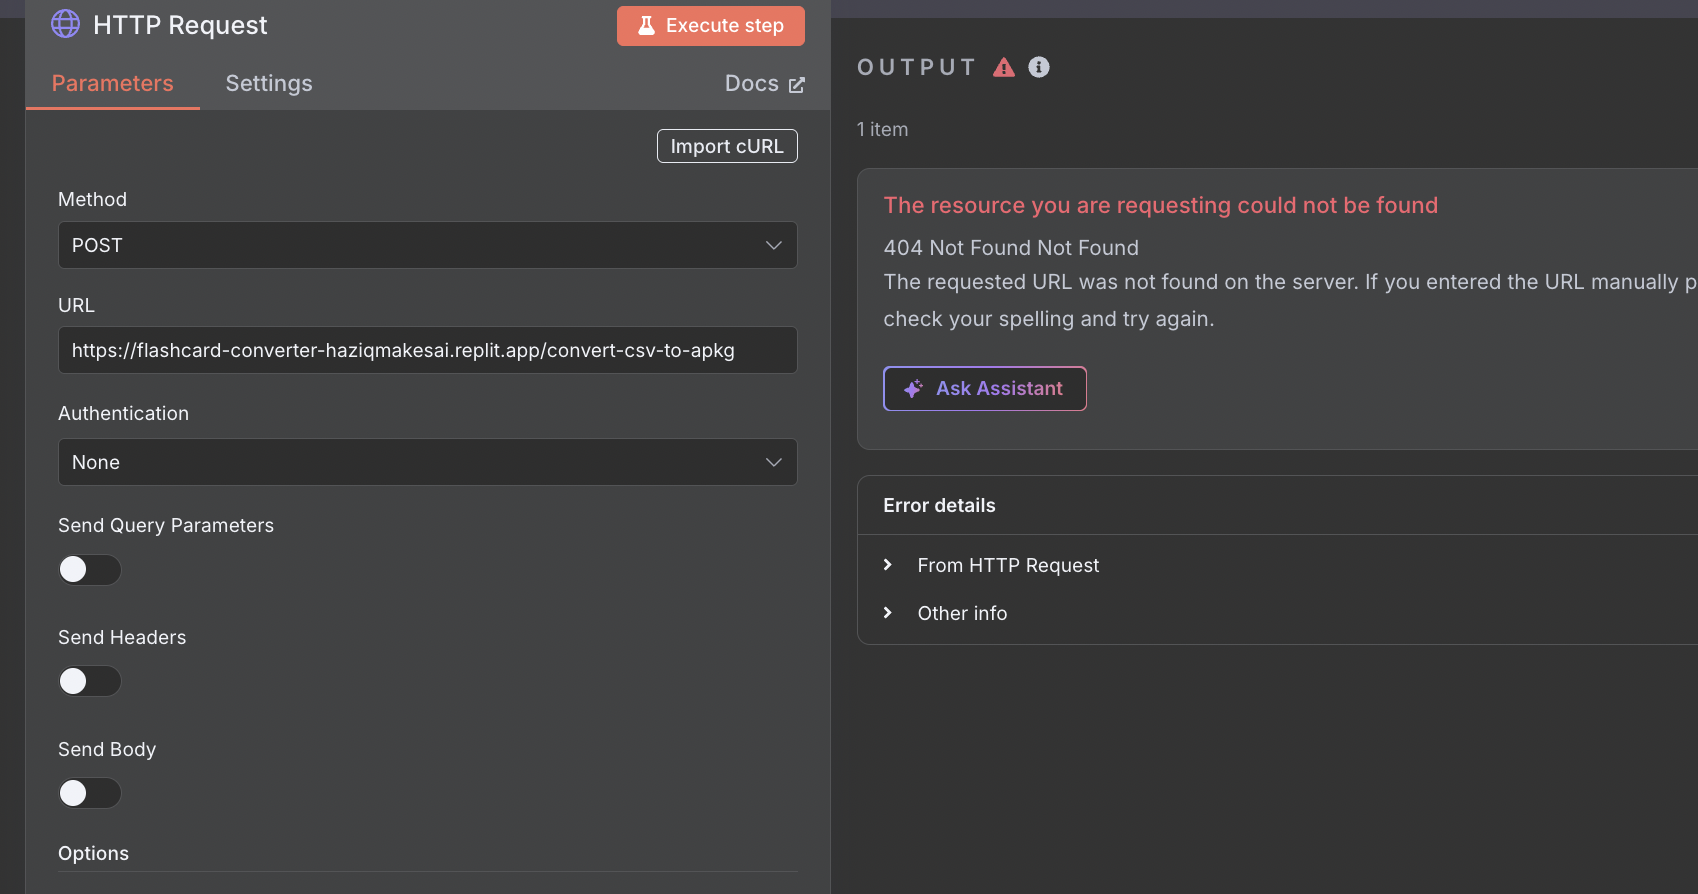 HTTP Request
Execute step
Parameters
Settings
Docs
Import cURL
Method
POST
URL
https://flashcard-converter-haziqmakesai.replit.app/convert-csv-to-apkg
Authentication
None
Send Query Parameters
Send Headers
Send Body
Options
OUTPUT
1 item
The resource you are requesting could not be found
404 Not Found Not Found
The requested URL was not found on the server. If you entered the URL manually p
check your spelling and try again.
Ask Assistant
Error details
From HTTP Request
Other info